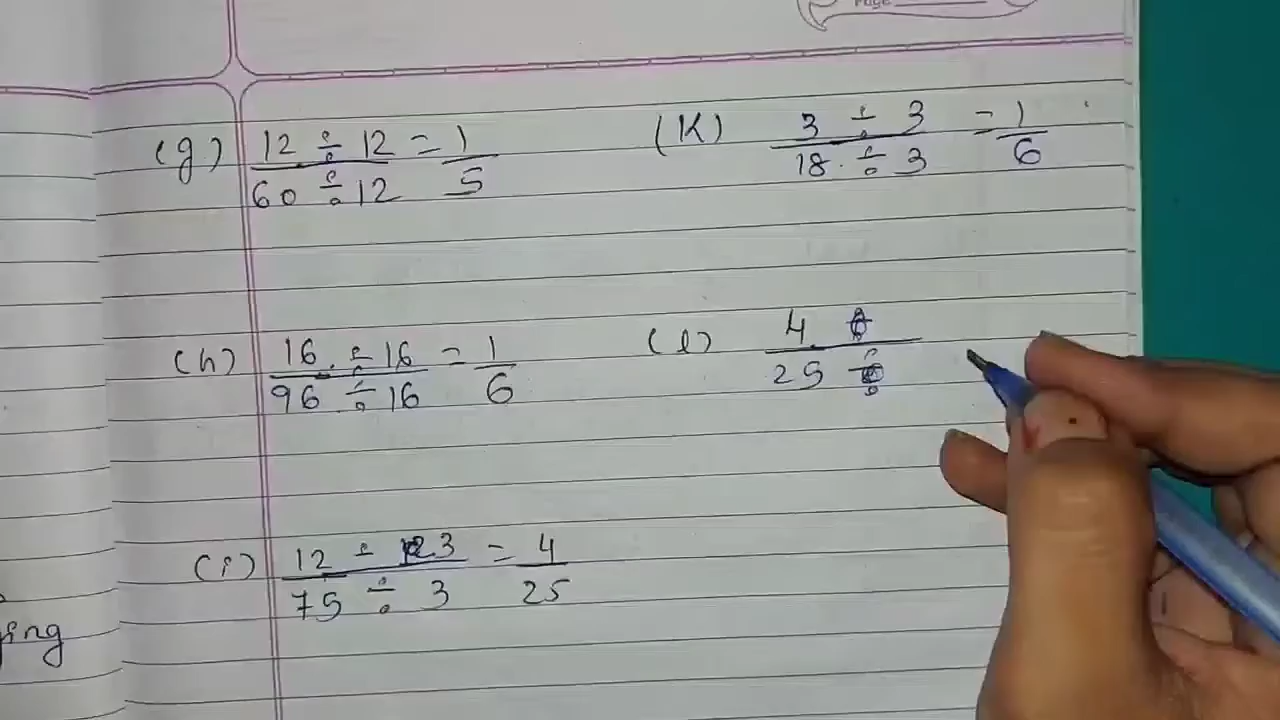 Page
(g) 12 ÷ 12 = 1
60 ÷ 12 5
(K) 3 ÷ 3 = 1
18 ÷ 3 6
(h) 16 ÷ 16 = 1
96 ÷ 16 6
(l) 4
25 ÷
(i) 12 ÷ 3 = 4
75 ÷ 3 25
ing